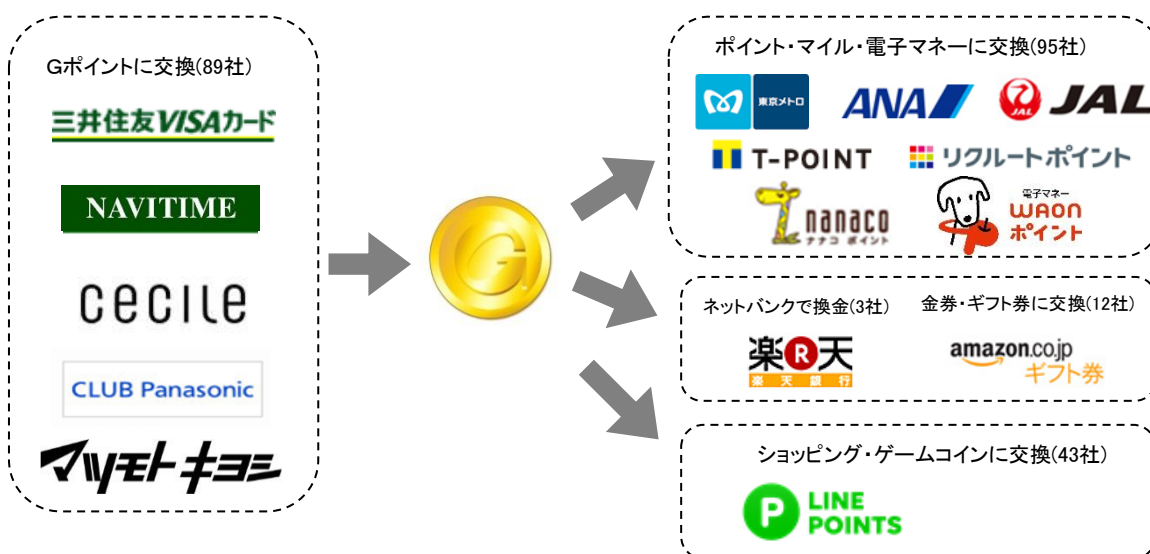 Gポイントに交換(89社)
三井住友VISAカード
NAVITIME
cecile
CLUB Panasonic
マツモトキヨシ
G
ポイント・マイル・電子マネーに交換(95社)
東京メトロ
ANA
JAL
JAL
T-POINT
リクルートポイント
nanaco
ナナコ ポイント
電子マネー
WAON
ポイント
ネットバンクで換金(3社)
楽R天
楽天銀行
金券・ギフト券に交換(12社)
amazon.co.jp
ギフト券
ショッピング・ゲームコインに交換(43社)
P
LINE
POINTS